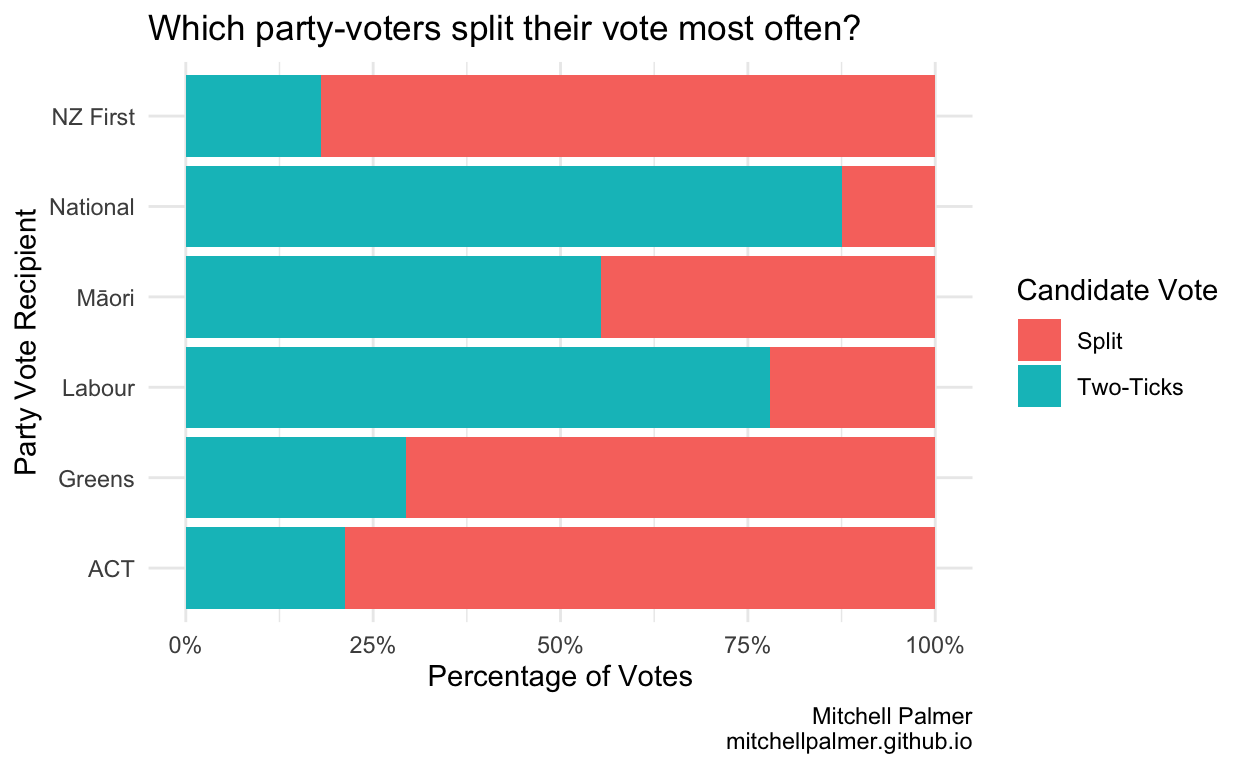 Which party-voters split their vote most often?
NZ First
National
Māori
Labour
Greens
ACT
Party Vote Recipient
0% 25% 50% 75% 100%
Percentage of Votes
Candidate Vote
Split
Two-Ticks
Mitchell Palmer
mitchellpalmer.github.io